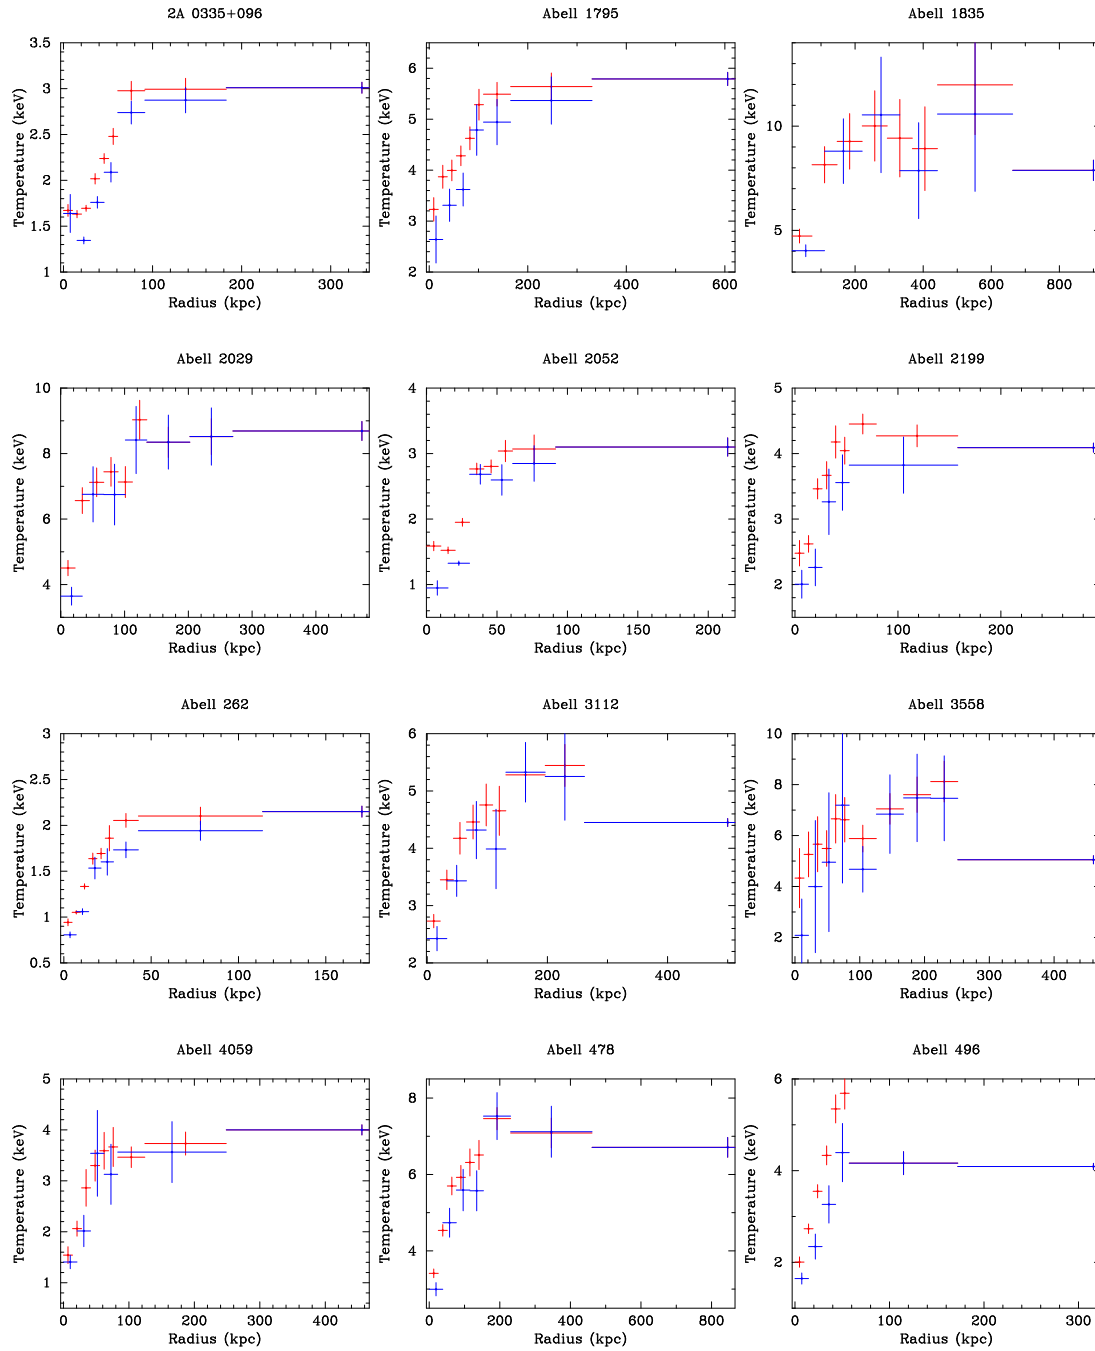 2A 0335+096
Abell 1795
Abell 1835
Temperature (keV)
3.5
3
2.5
2
1.5
1
0 100 200 300
Radius (kpc)
Temperature (keV)
6
5
4
3
2
0 200 400 600
Radius (kpc)
Temperature (keV)
10
5
200 400 600 800
Radius (kpc)
Abell 2029
Abell 2052
Abell 2199
Temperature (keV)
10
8
6
4
0 100 200 300 400
Radius (kpc)
Temperature (keV)
4
3
2
1
0 50 100 150 200
Radius (kpc)
Temperature (keV)
5
4
3
2
0 100 200
Radius (kpc)
Abell 262
Abell 3112
Abell 3558
Temperature (keV)
3
2.5
2
1.5
1
0.5
0 50 100 150
Radius (kpc)
Temperature (keV)
6
5
4
3
2
0 200 400
Radius (kpc)
Temperature (keV)
10
8
6
4
2
0 100 200 300 400
Radius (kpc)
Abell 4059
Abell 478
Abell 496
Temperature (keV)
5
4
3
2
1
0 100 200 300 400
Radius (kpc)
Temperature (keV)
8
6
4
0 200 400 600 800
Radius (kpc)
Temperature (keV)
6
4
2
0 100 200 300
Radius (kpc)